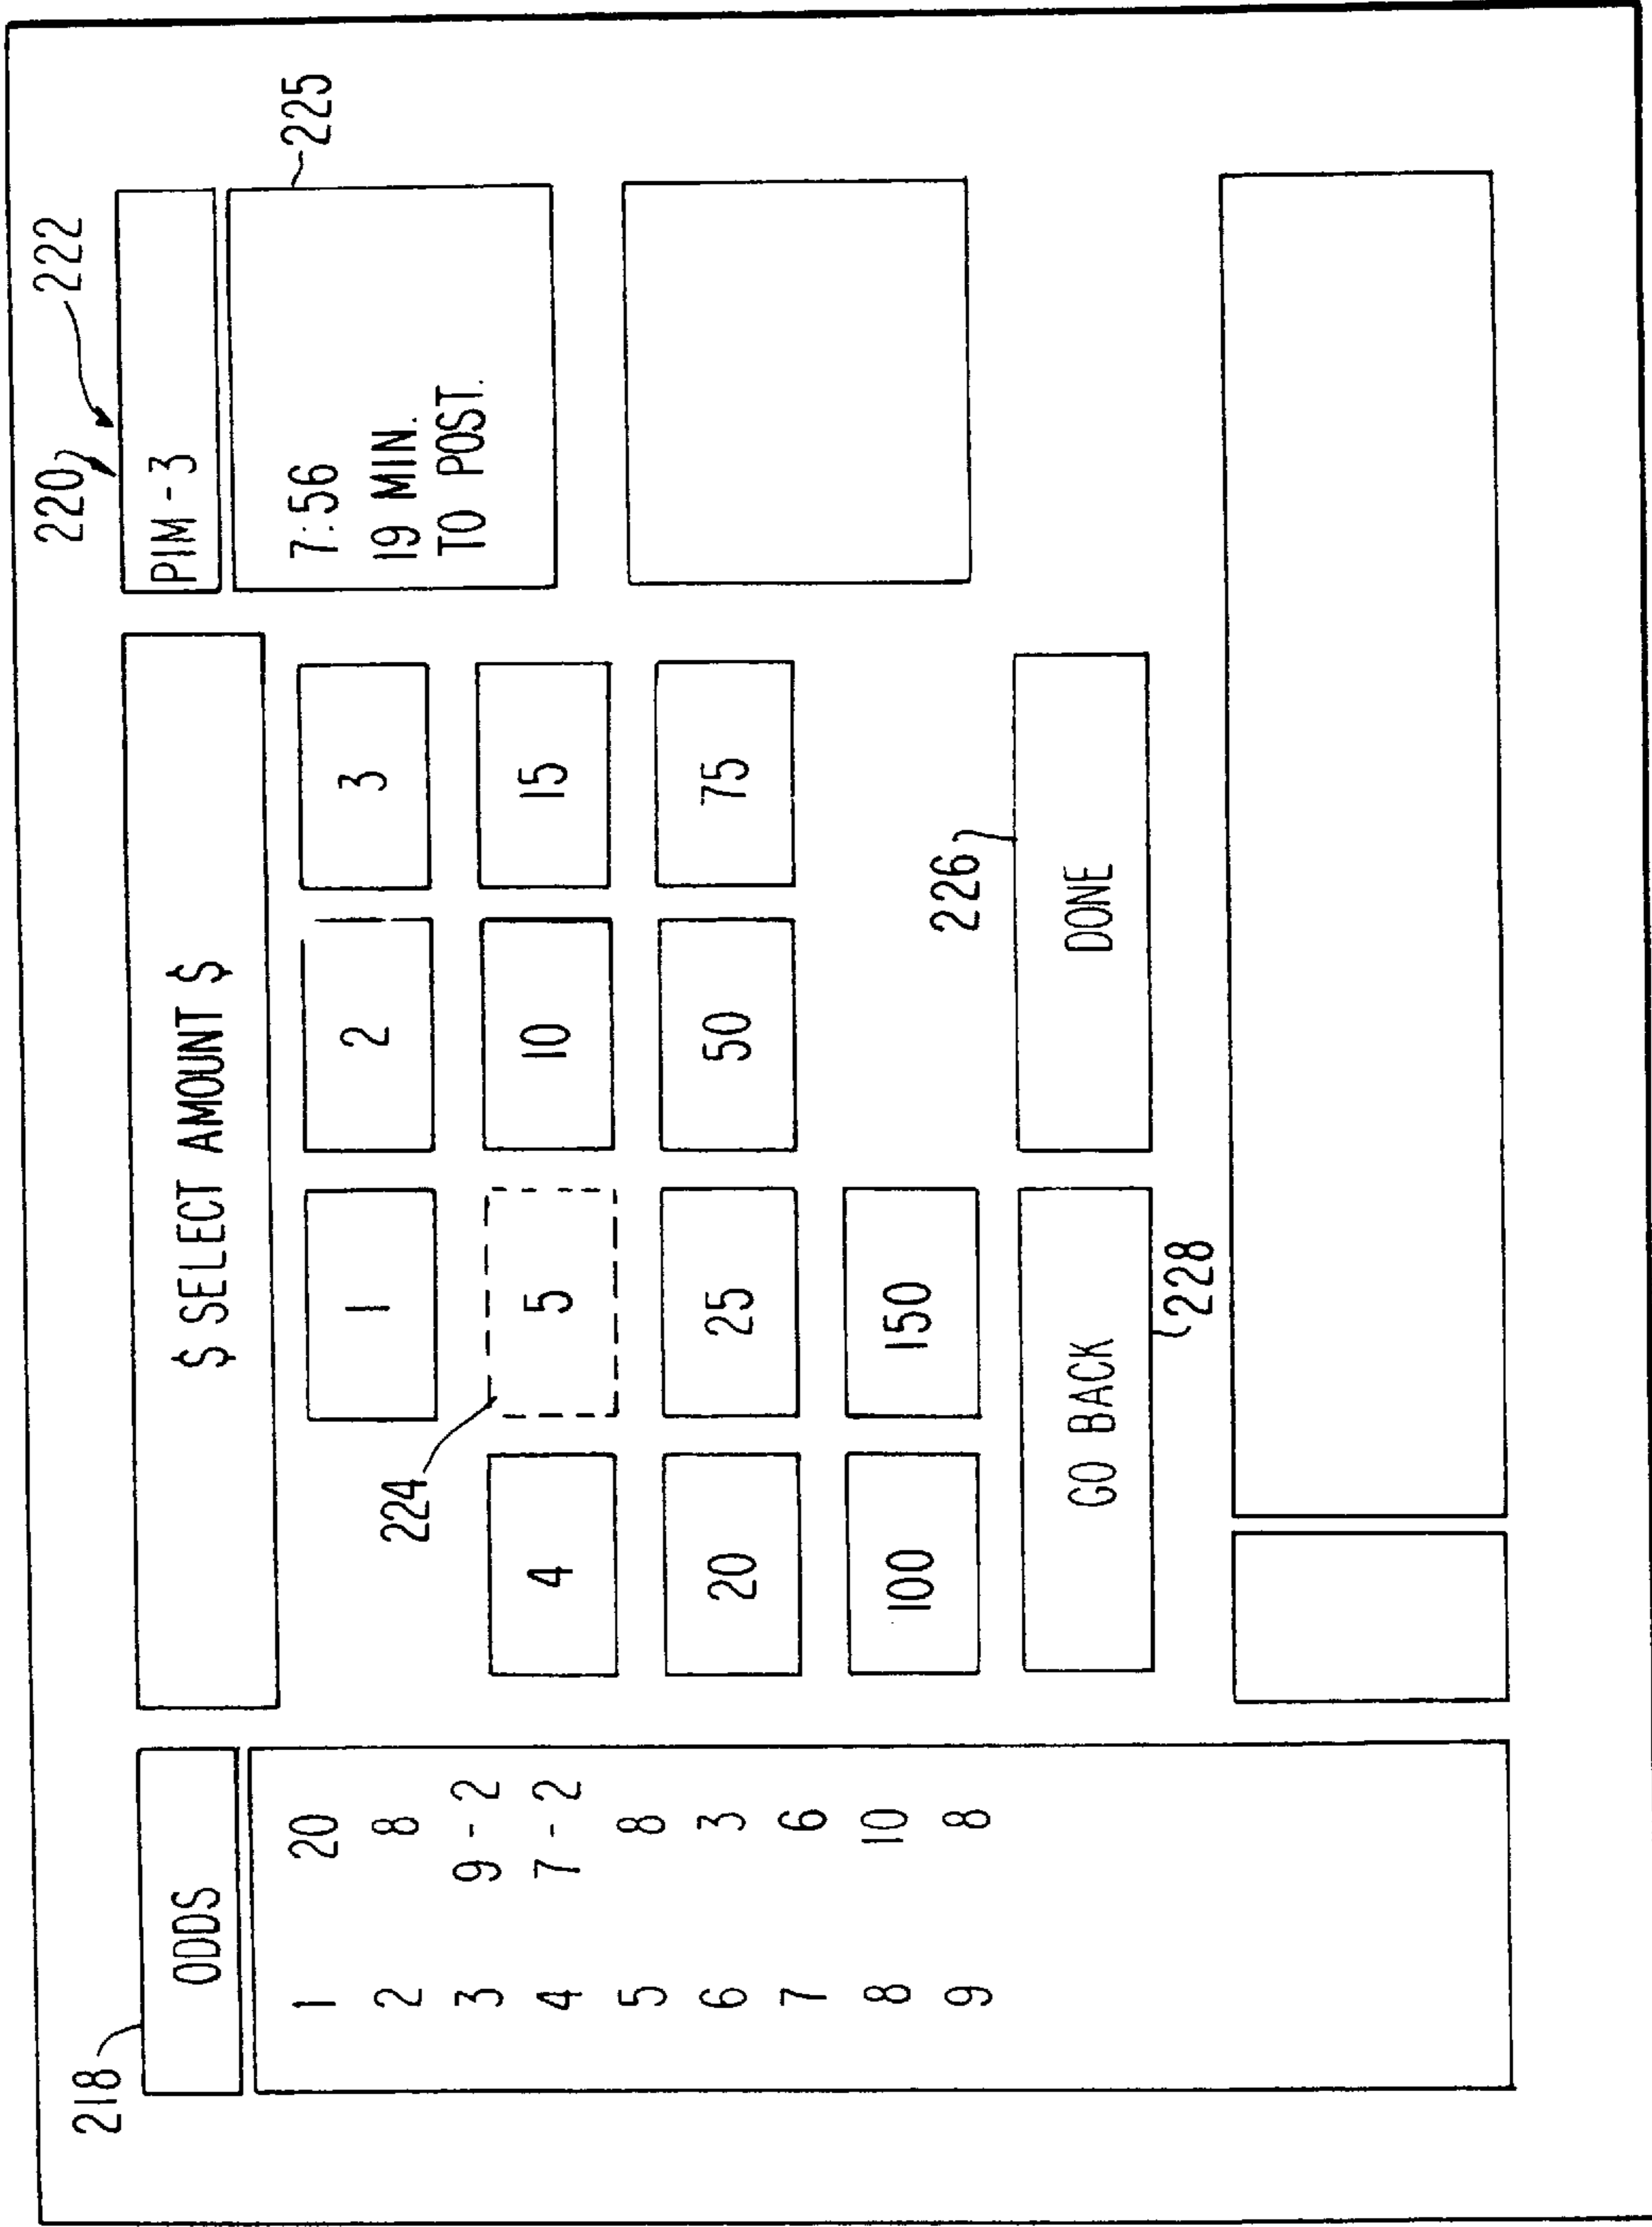 220 222
218
ODDS
$ SELECT AMOUNT $
PIM - 3
225
1 20
2 8
3 9 - 2
4 7 - 2
5 8
6 3
7 6
8 10
9 8
1 2 3
224
4 5 10 15
20 25 50 75
100 150
7:56
19 MIN.
TO POST.
226
GO BACK DONE
228